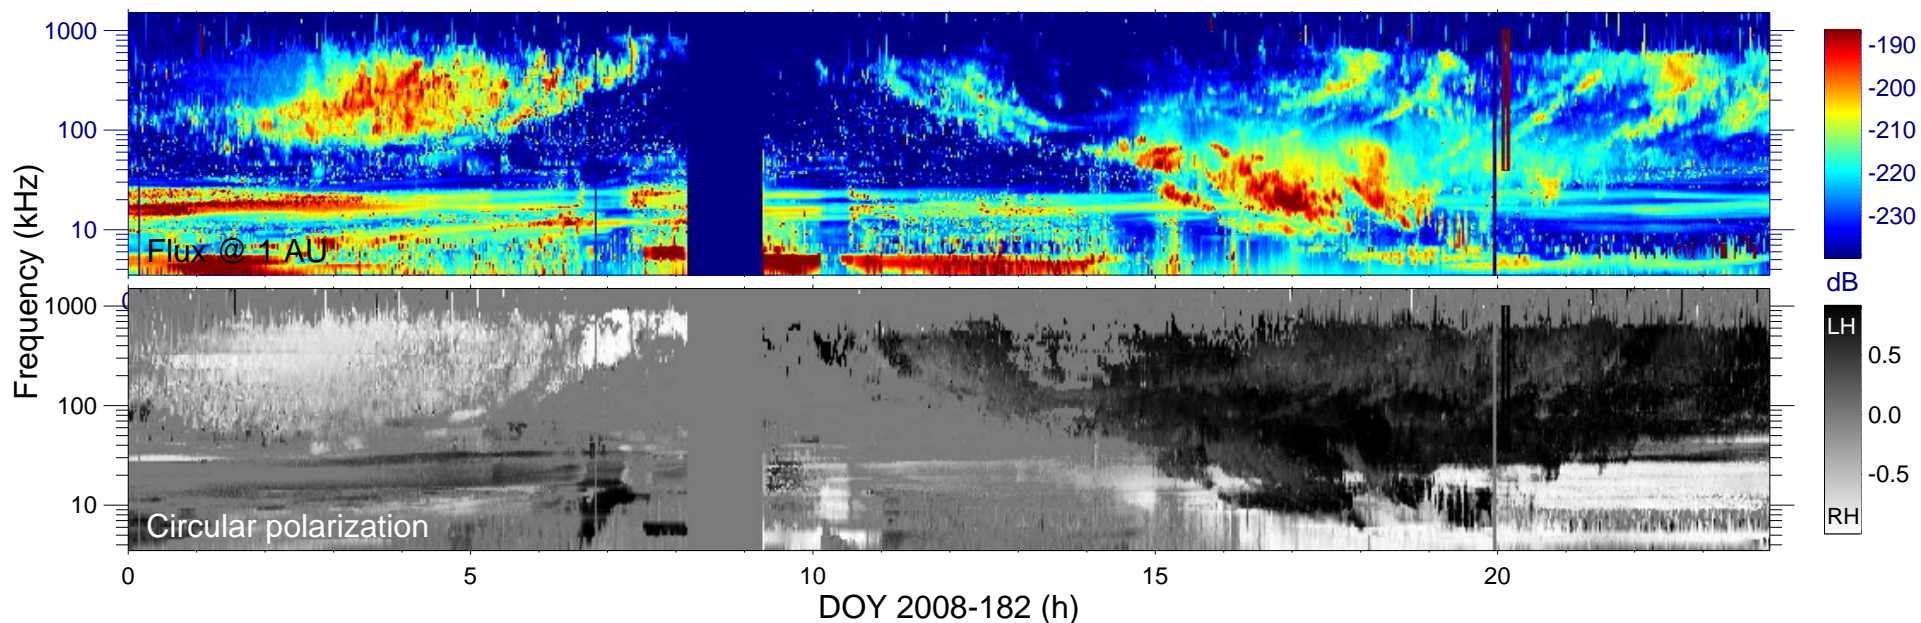 1000
100
10
Flux @ 1 AU
-190
-200
-210
-220
-230
dB
Frequency (kHz)
0
1000
100
10
Circular polarization
LH
0.5
0.0
-0.5
RH
0 5 10 15 20
DOY 2008-182 (h)